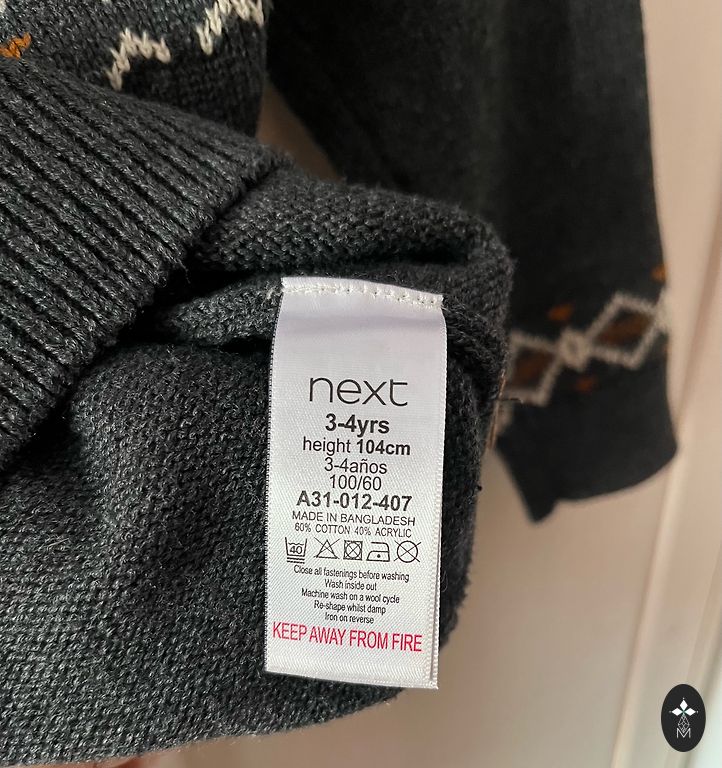 next
3-4yrs
height 104cm
3-4años
100/60
A31-012-407
MADE IN BANGLADESH
60% COTTON 40% ACRYLIC
40
Close all fastenings before washing
Wash inside out
Machine wash on a wool cycle
Re-shape whilst damp
Iron on reverse
KEEP AWAY FROM FIRE
M